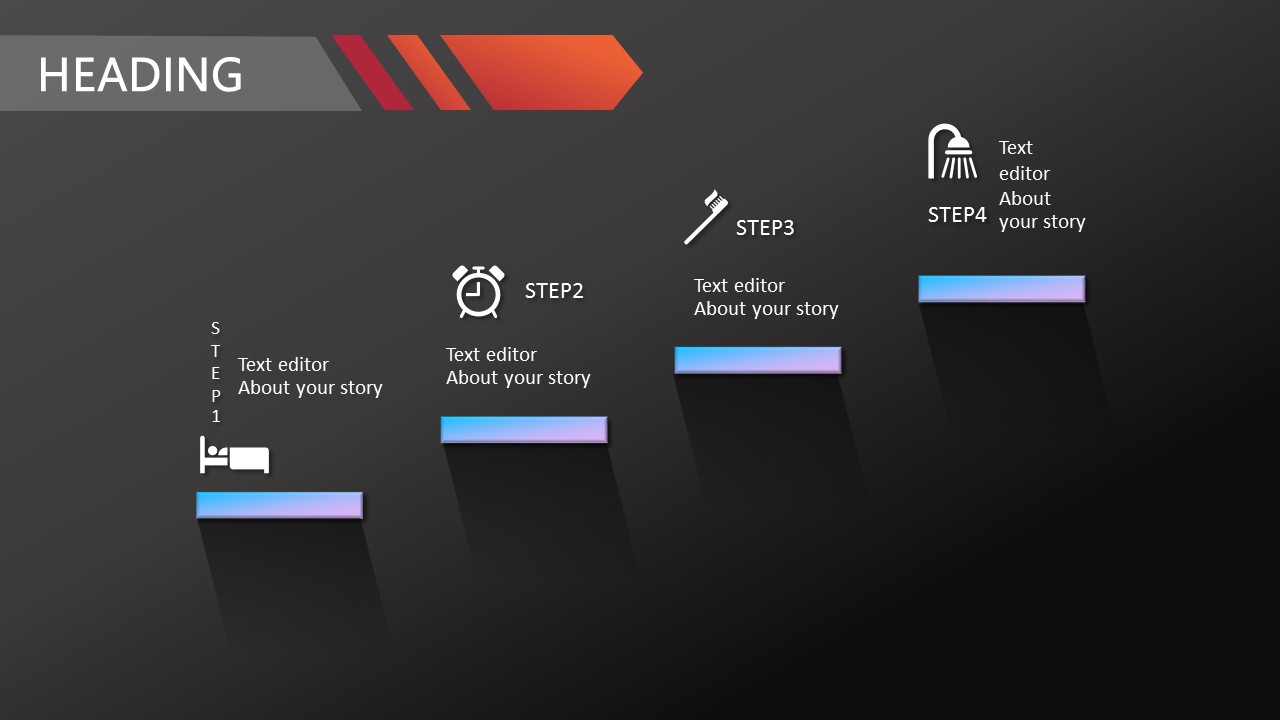 HEADING
S
T
E
P
1
Text editor
About your story
STEP2
Text editor
About your story
STEP3
Text editor
About your story
STEP4
Text
editor
About
your story